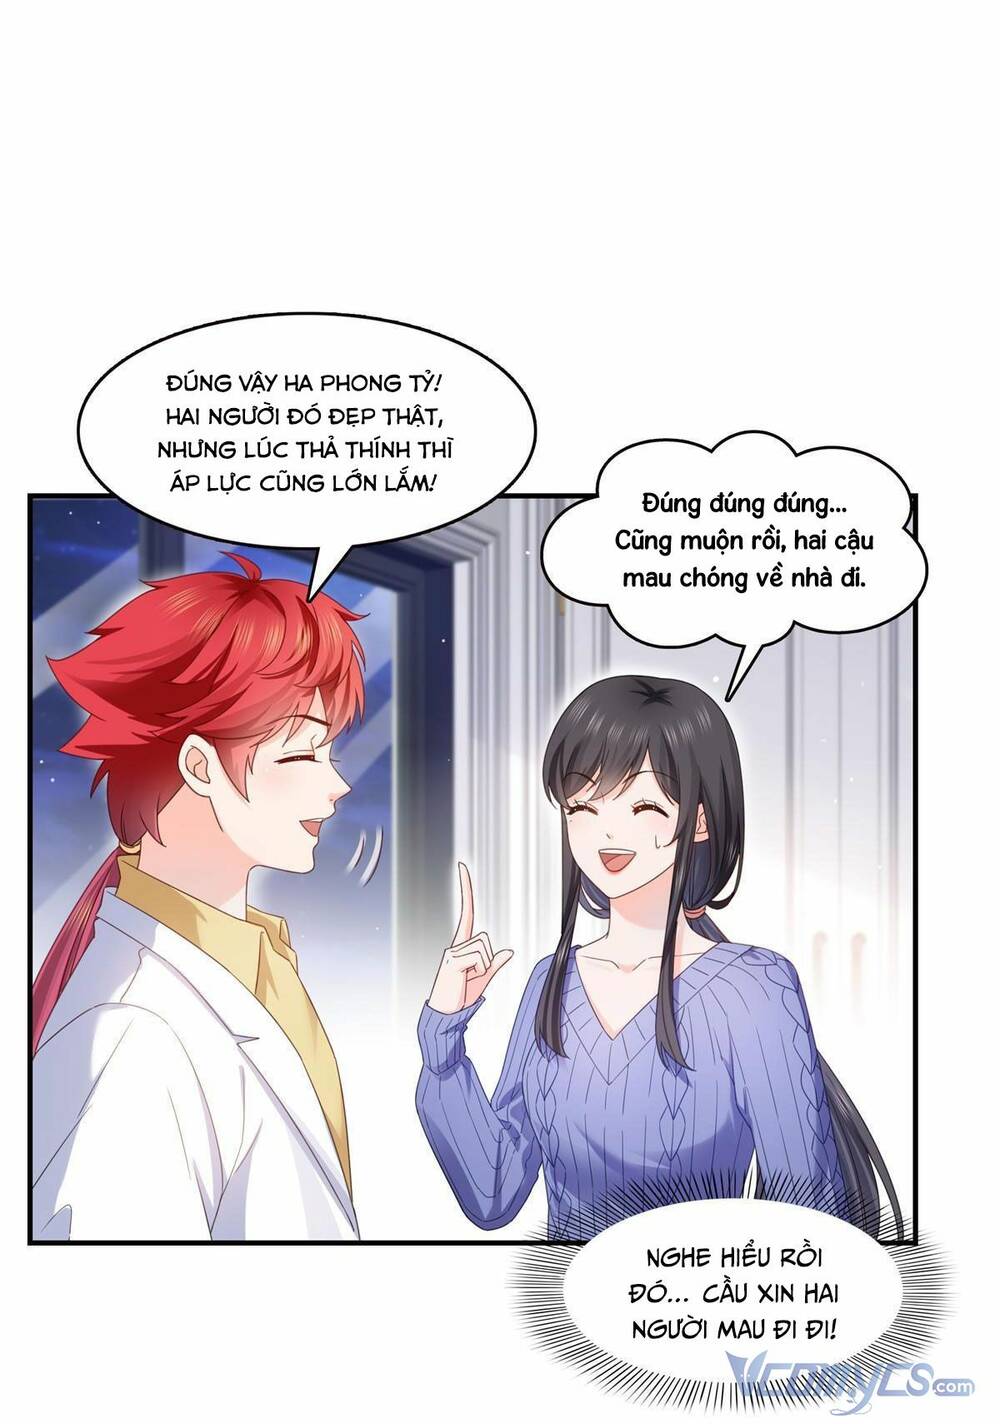 ĐÚNG VẬY HA PHONG TỶ!
HAI NGƯỜI ĐÓ ĐẸP THẬT,
NHƯNG LÚC THẢ THÍNH THÌ
ÁP LỰC CŨNG LỚN LẮM!
Đúng đúng đúng...
Cũng muộn rồi, hai cậu
mau chóng về nhà đi.
NGHE HIỂU RỒI
ĐÓ... CẦU XIN HAI
NGƯỜI MAU ĐI ĐI!
VCOMYCS.com